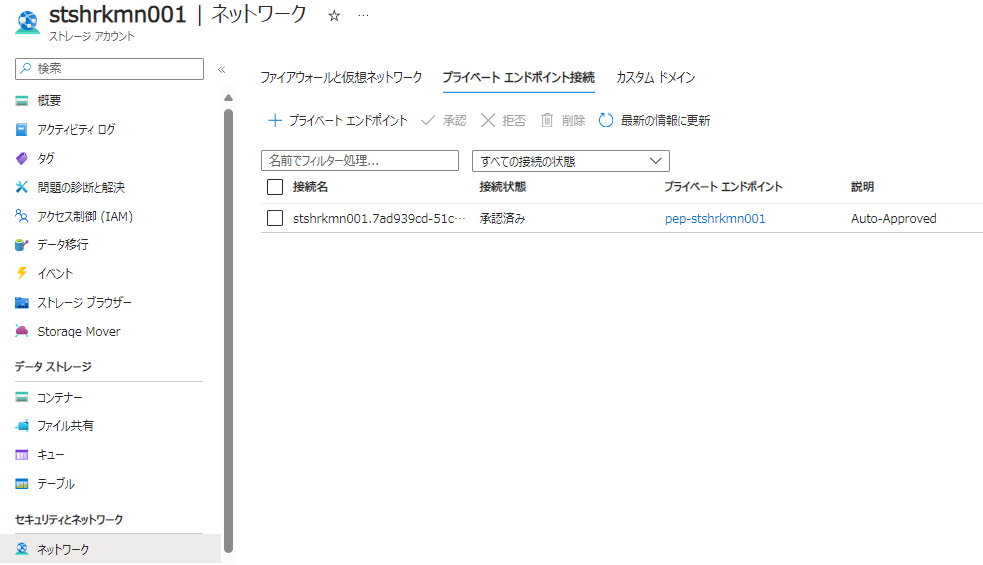 stshrkmn001 | ネットワーク ☆ …
ストレージ アカウント
検索 «
概要
アクティビティ ログ
タグ
問題の診断と解決
アクセス制御 (IAM)
データ移行
イベント
ストレージ ブラウザー
Storage Mover
データ ストレージ
コンテナー
ファイル共有
キュー
テーブル
セキュリティとネットワーク
ネットワーク
ファイアウォールと仮想ネットワーク プライベート エンドポイント接続 カスタム ドメイン
プライベート エンドポイント 承認 拒否 削除 最新の情報に更新
名前でフィルター処理... すべての接続の状態
接続名 接続状態 プライベート エンドポイント 説明
stshrkmn001.7ad939cd-51c… 承認済み pep-stshrkmn001 Auto-Approved